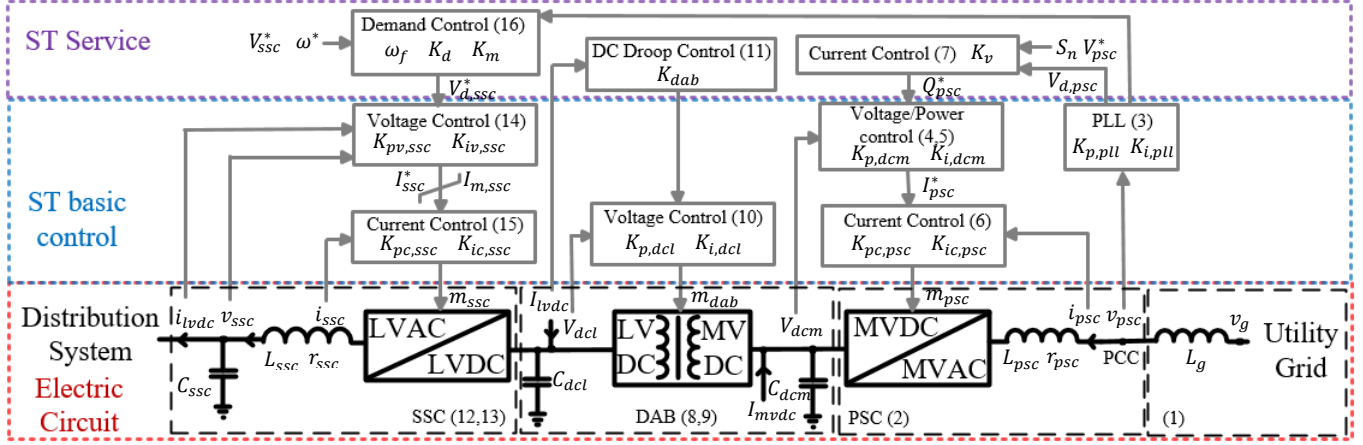 ST Service
V*ssc ω*
Demand Control (16)
ωf Kd Km
V*d,ssc
DC Droop Control (11)
Kdab
Current Control (7) Kv
Sn V*psc
Vd,psc
Q*psc
ST basic
control
Voltage Control (14)
Kpv,ssc Kiv,ssc
I*ssc Im,ssc
Current Control (15)
Kpc,ssc Kic,ssc
Voltage Control (10)
Kp,dcl Ki,dcl
Voltage/Power
control (4,5)
Kp,dcm Ki,dcm
I*psc
Current Control (6)
Kpc,psc Kic,psc
PLL (3)
Kp,pll Ki,pll
Distribution
System
Electric
Circuit
ilvdc vssc issc mssc
Lssc rssc
Cssc
LVAC
LVDC
SSC (12,13)
Ilvdc
Vdcl
Cdcl
mdab
LV
DC
MV
DC
DAB (8,9)
Vdcm
Cdcm
Imvdc
mpsc
MVDC
MVAC
PSC (2)
ipsc vpsc
Lpsc rpsc PCC
vg
Lg
(1)
Utility
Grid